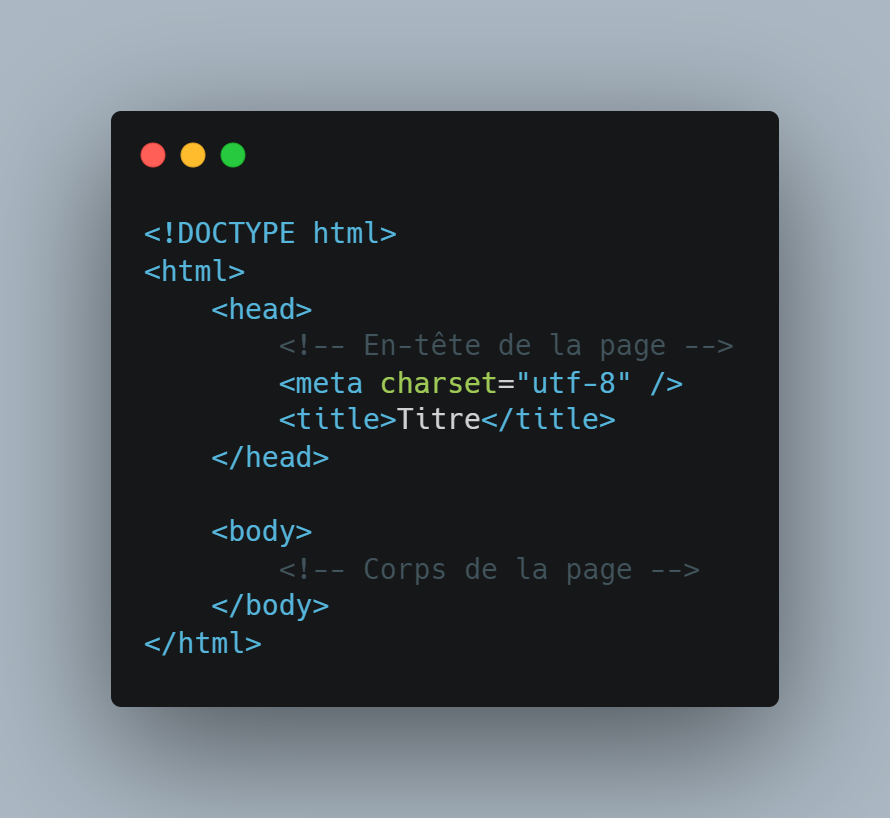 <!DOCTYPE html>
<html>
    <head>
        <!-- En-tête de la page -->
        <meta charset="utf-8" />
        <title>Titre</title>
    </head>

    <body>
        <!-- Corps de la page -->
    </body>
</html>